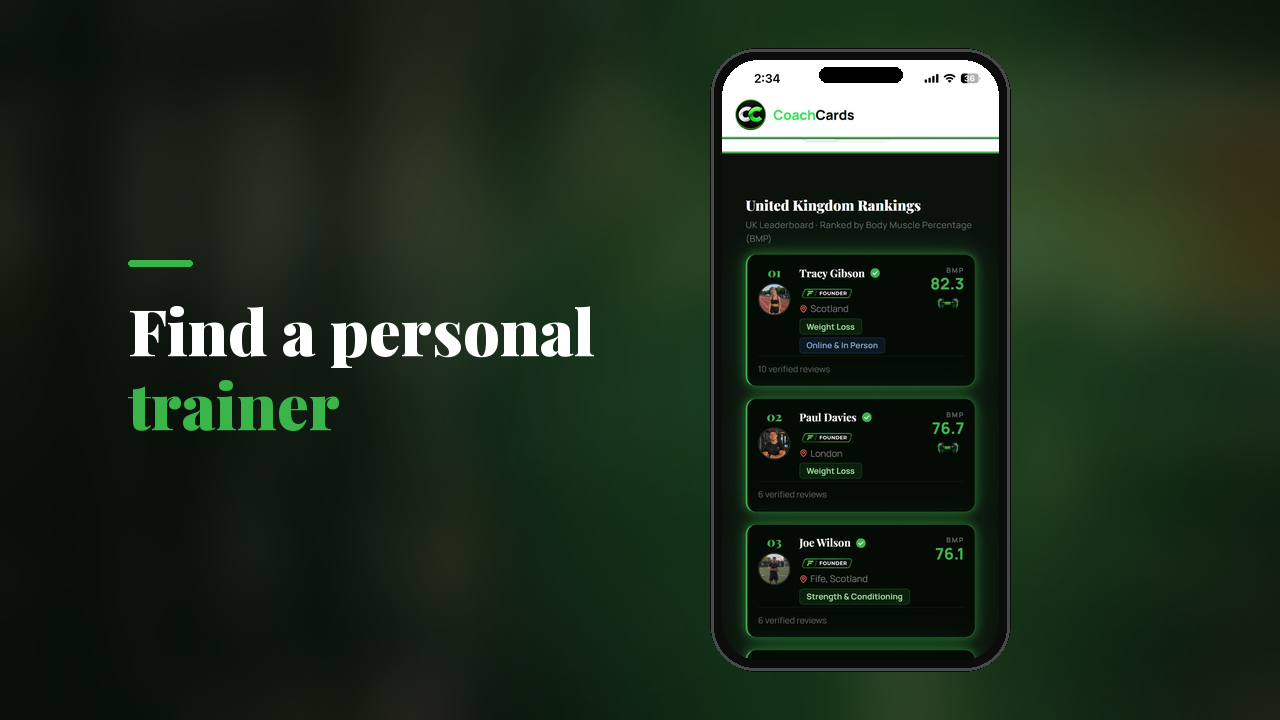 Find a personal
trainer
2:34
36
CC CoachCards
United Kingdom Rankings
UK Leaderboard · Ranked by Body Muscle Percentage
(BMP)
01 Tracy Gibson BMP
82.3
F FOUNDER
Scotland
Weight Loss
Online & In Person
10 verified reviews
02 Paul Davies BMP
76.7
F FOUNDER
London
Weight Loss
6 verified reviews
03 Joe Wilson BMP
76.1
F FOUNDER
Fife, Scotland
Strength & Conditioning
6 verified reviews